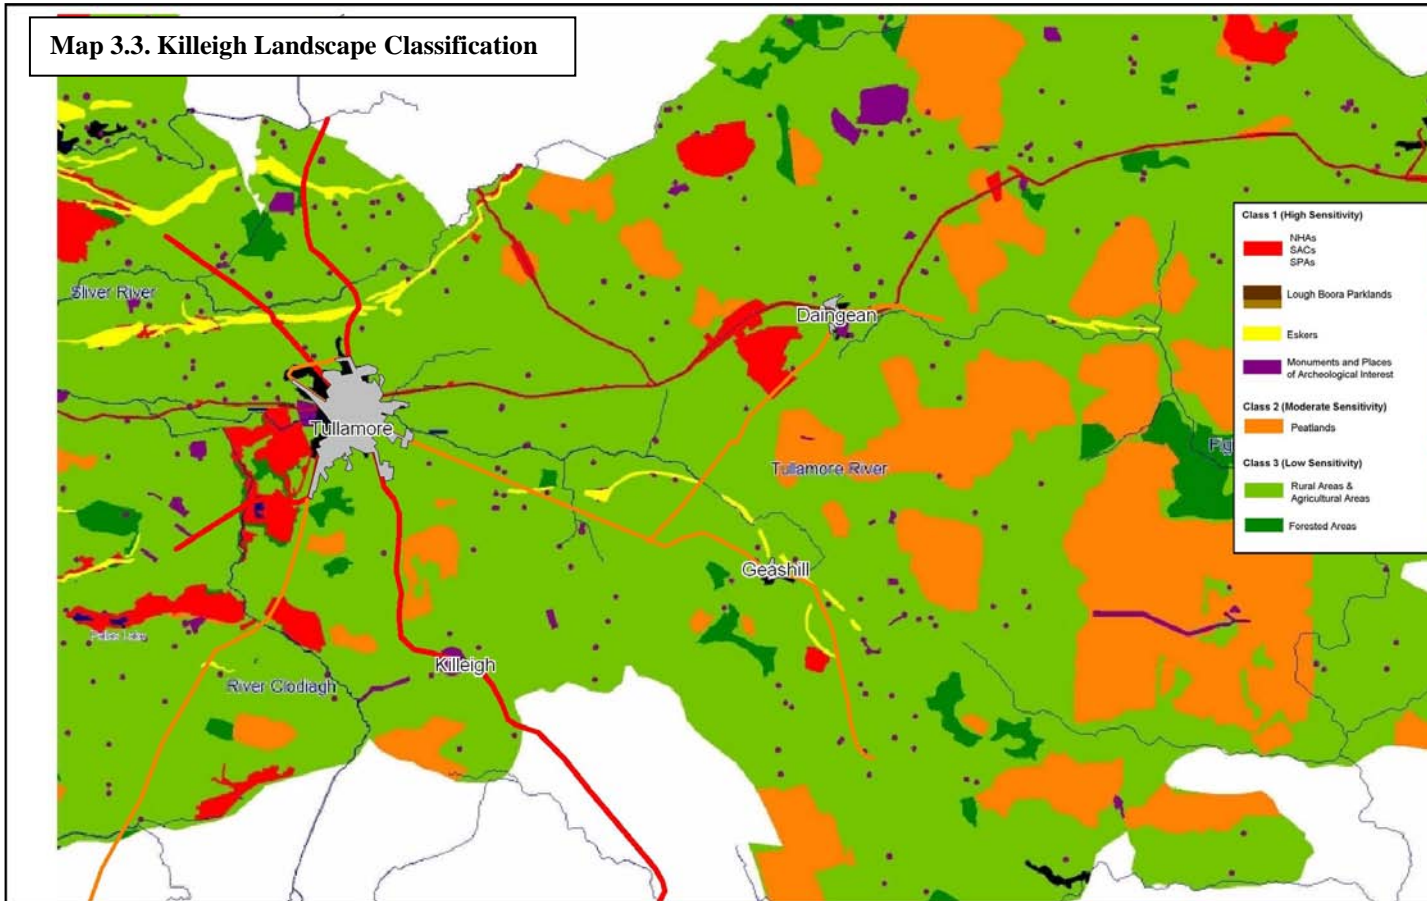 Map 3.3. Killeigh Landscape Classification
Class 1 (High Sensitivity)
NHAs
SACs
SPAs
Lough Boora Parklands
Eskers
Monuments and Places
of Archeological Interest
Class 2 (Moderate Sensitivity)
Peatlands
Class 3 (Low Sensitivity)
Rural Areas &
Agricultural Areas
Forested Areas
Sliver River
Daingean
Tullamore
Tullamore River
Geashill
Killeigh
River Clodiagh